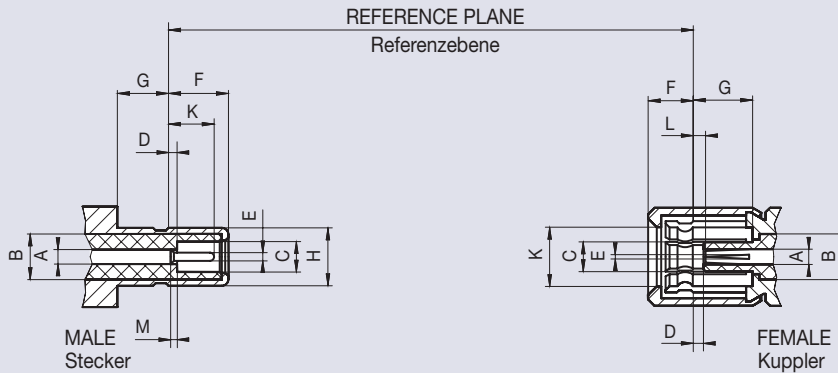 REFERENCE PLANE
Referenzebene
G F
K
D
E
B A C H
M
MALE
Stecker
F G
L
K C E A B
D
FEMALE
Kuppler